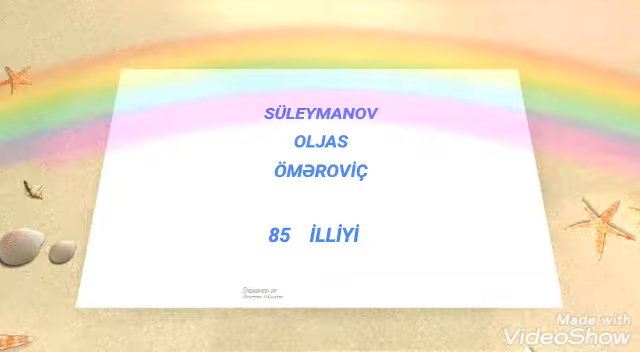 SÜLEYMANOV
OLJAS
ÖMƏROVİÇ
85 İLLİYİ
Made with
VideoShow